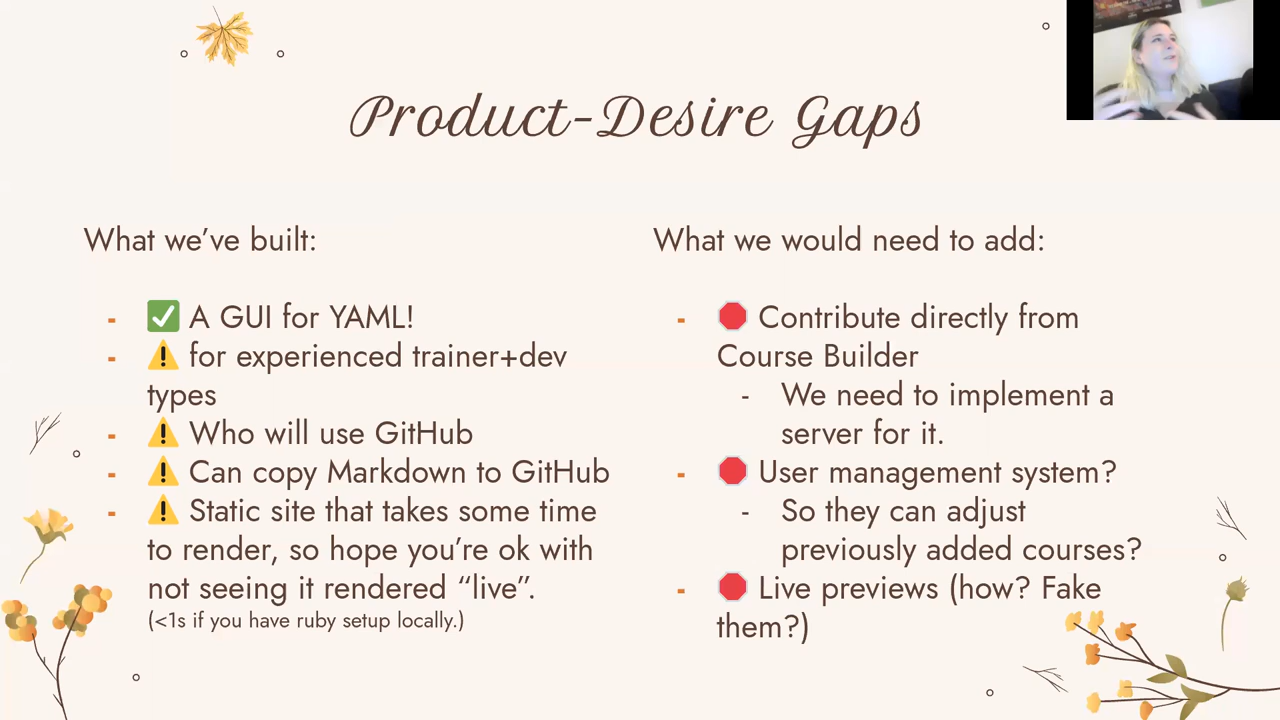 Product-Desire Gaps
What we’ve built:
- ✅ A GUI for YAML!
- ⚠️ for experienced trainer+dev
types
- ⚠️ Who will use GitHub
- ⚠️ Can copy Markdown to GitHub
- ⚠️ Static site that takes some time
to render, so hope you’re ok with
not seeing it rendered “live”.
(<1s if you have ruby setup locally.)
What we would need to add:
- 🛑 Contribute directly from
Course Builder
- We need to implement a
server for it.
- 🛑 User management system?
- So they can adjust
previously added courses?
- 🛑 Live previews (how? Fake
them?)